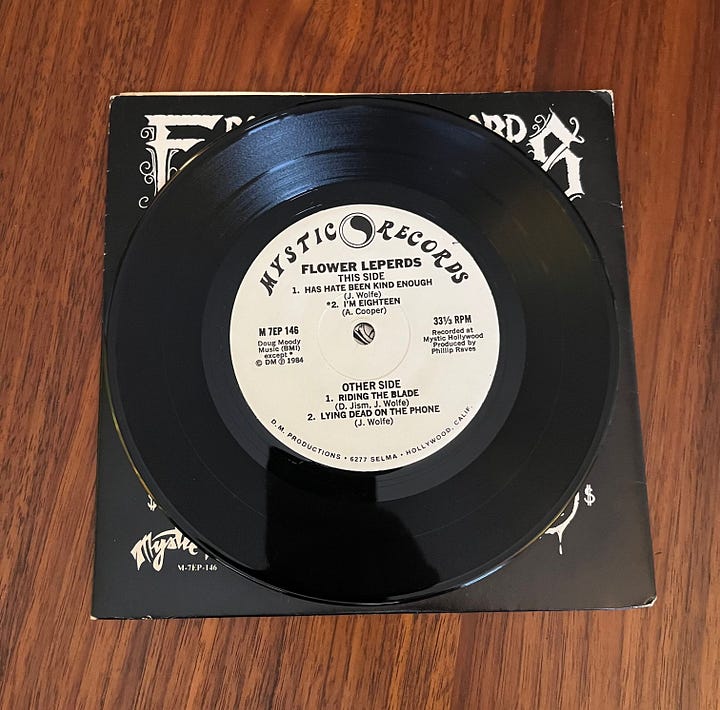 MYSTIC RECORDS
FLOWER LEPERDS
THIS SIDE
1. HAS HATE BEEN KIND ENOUGH
(J. Wolfe)
*2. I'M EIGHTEEN
(A. Cooper)
M 7EP 146
Doug Moody
Music (BMI)
except *
© DM ℗ 1984
33⅓ RPM
Recorded at
Mystic Hollywood
Produced by
Phillip Raves
OTHER SIDE
1. RIDING THE BLADE
(D. Jism, J. Wolfe)
2. LYING DEAD ON THE PHONE
(J. Wolfe)
D.M. PRODUCTIONS • 6277 SELMA • HOLLYWOOD, CALIF.
$
Mystic
M-7EP-146